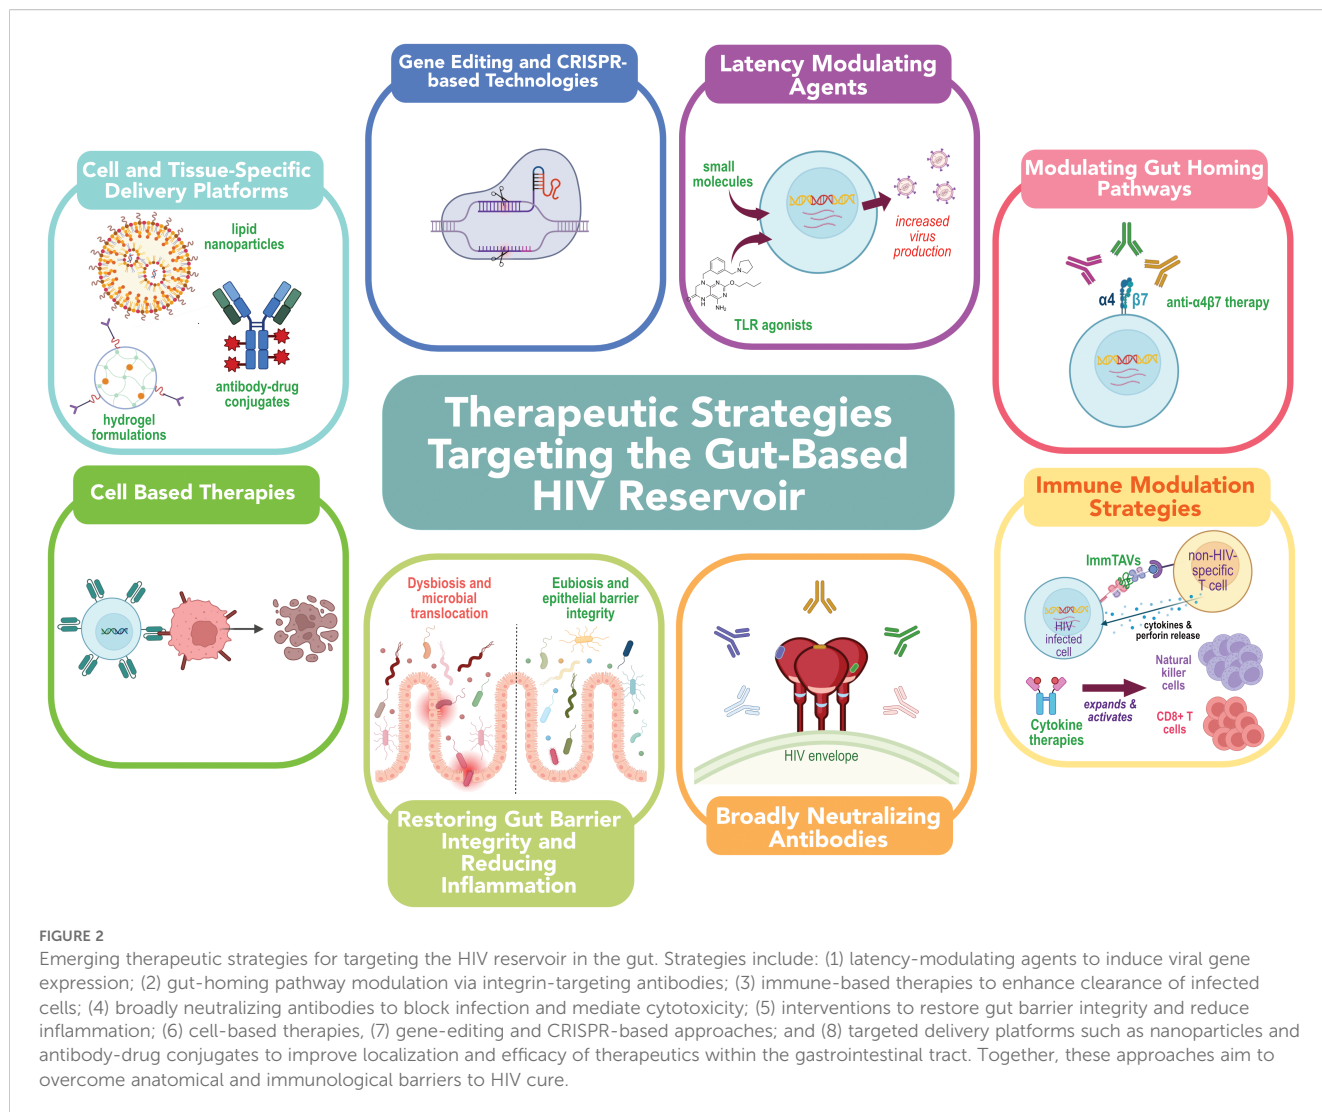 Gene Editing and CRISPR-
based Technologies
Latency Modulating
Agents
small
molecules
increased
virus
production
N
N
N
N
O
O
N
H
NH₂
TLR agonists
Cell and Tissue-Specific
Delivery Platforms
lipid
nanoparticles
antibody-drug
conjugates
hydrogel
formulations
Modulating Gut Homing
Pathways
α4
β7
anti-α4β7 therapy
Therapeutic Strategies
Targeting the Gut-Based
HIV Reservoir
Cell Based Therapies
Immune Modulation
Strategies
ImmTAVs
non-HIV-
specific
T cell
HIV
infected
cell
cytokines &
perforin release
Natural
killer
cells
expands &
activates
Cytokine
therapies
CD8+ T
cells
Dysbiosis and
microbial
translocation
Eubiosis and
epithelial barrier
integrity
Restoring Gut Barrier
Integrity and
Reducing
Inflammation
HIV envelope
Broadly Neutralizing
Antibodies
FIGURE 2
Emerging therapeutic strategies for targeting the HIV reservoir in the gut. Strategies include: (1) latency-modulating agents to induce viral gene
expression; (2) gut-homing pathway modulation via integrin-targeting antibodies; (3) immune-based therapies to enhance clearance of infected
cells; (4) broadly neutralizing antibodies to block infection and mediate cytotoxicity; (5) interventions to restore gut barrier integrity and reduce
inflammation; (6) cell-based therapies, (7) gene-editing and CRISPR-based approaches; and (8) targeted delivery platforms such as nanoparticles and
antibody-drug conjugates to improve localization and efficacy of therapeutics within the gastrointestinal tract. Together, these approaches aim to
overcome anatomical and immunological barriers to HIV cure.